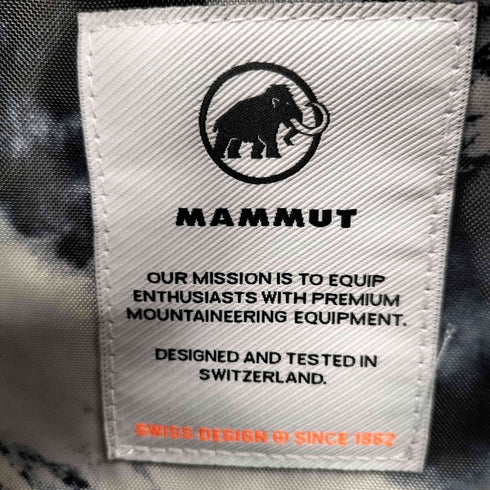 MAMMUT
OUR MISSION IS TO EQUIP
ENTHUSIASTS WITH PREMIUM
MOUNTAINEERING EQUIPMENT.
DESIGNED AND TESTED IN
SWITZERLAND.
SWISS DESIGN SINCE 1862